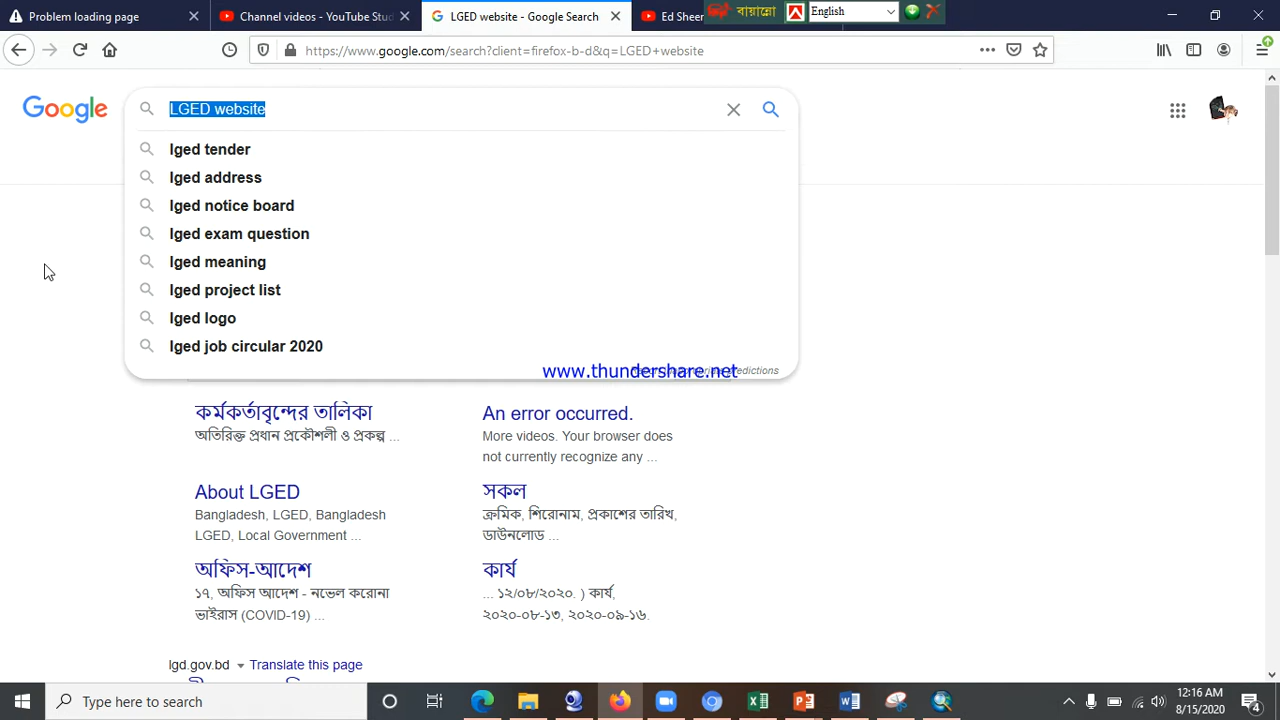 Problem loading page
Channel videos - YouTube Stud
LGED website - Google Search
Ed Sheer
বায়ান্নো
English
https://www.google.com/search?client=firefox-b-d&q=LGED+website
Google
LGED website
lged tender
lged address
lged notice board
lged exam question
lged meaning
lged project list
lged logo
lged job circular 2020
www.thundershare.net
predictions
কর্মকর্তাবৃন্দের তালিকা
অতিরিক্ত প্রধান প্রকৌশলী ও প্রকল্প ...
An error occurred.
More videos. Your browser does
not currently recognize any ...
About LGED
Bangladesh, LGED, Bangladesh
LGED, Local Government ...
সকল
ক্রমিক, শিরোনাম, প্রকাশের তারিখ,
ডাউনলোড ...
অফিস-আদেশ
১৭, অফিস আদেশ - নভেল করোনা
ভাইরাস (COVID-19) ...
কার্য
... ১২/০৮/২০২০. ) কার্য,
২০২০-০৮-১৩, ২০২০-০৯-১৬.
lgd.gov.bd
Translate this page
Type here to search
12:16 AM
8/15/2020
4